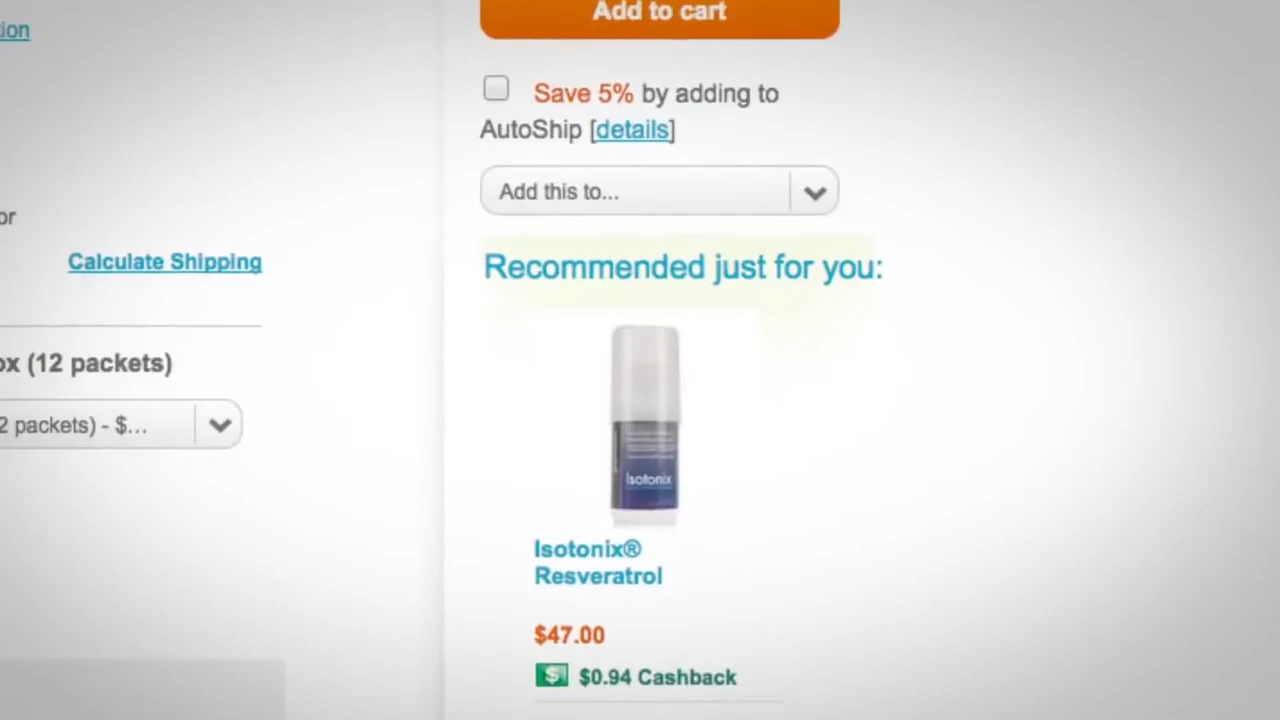 Add to cart
tion
Save 5% by adding to
AutoShip [details]
Add this to...
or
Calculate Shipping
Recommended just for you:
ox (12 packets)
2 packets) - $...
Isotonix
Isotonix®
Resveratrol
$47.00
$ $0.94 Cashback